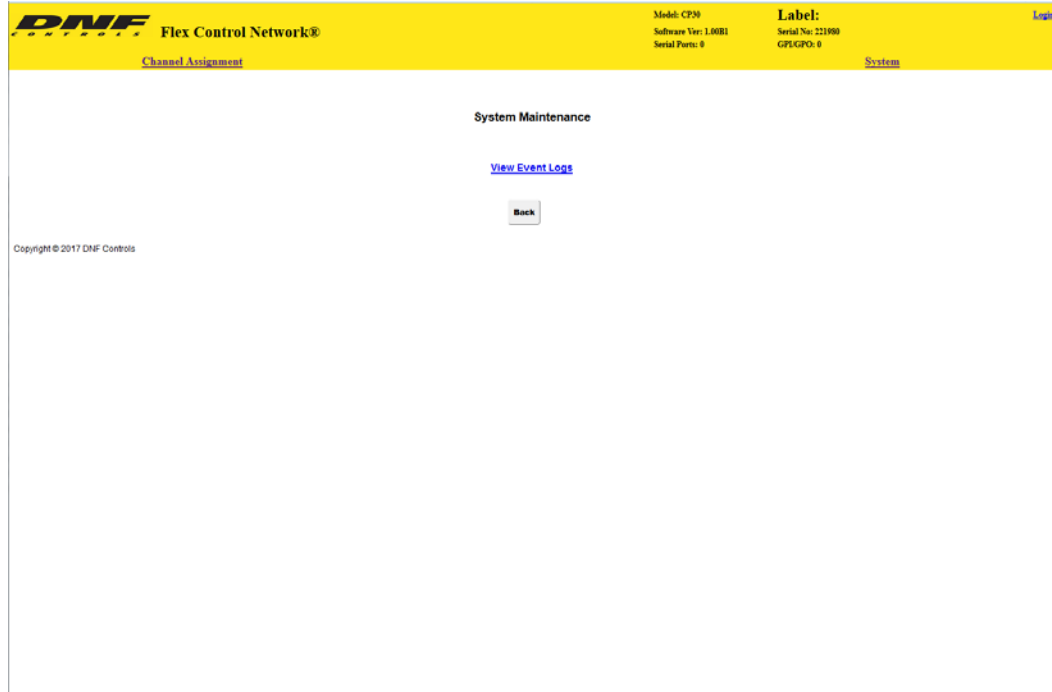 DNF
CONTROLS
Flex Control Network®
Model: CP30
Software Ver: 1.00B1
Serial Ports: 0
Label:
Serial No: 221980
GPI/GPO: 0
Login
Channel Assignment
System
System Maintenance
View Event Logs
Back
Copyright © 2017 DNF Controls